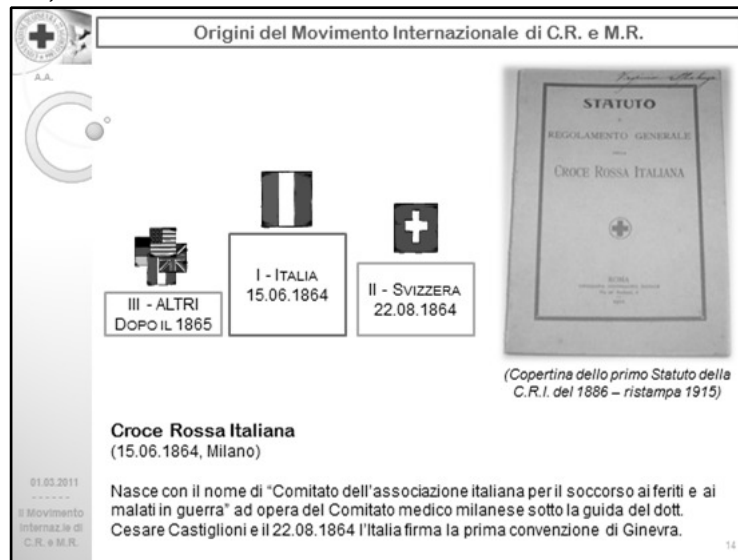 Origini del Movimento Internazionale di C.R. e M.R.
A.A.
STATUTO
E
REGOLAMENTO GENERALE
DELLA
CROCE ROSSA ITALIANA
ROMA
I - ITALIA
15.06.1864
II - SVIZZERA
22.08.1864
III - ALTRI
DOPO IL 1865
(Copertina dello primo Statuto della
C.R.I. del 1886 – ristampa 1915)
Croce Rossa Italiana
(15.06.1864, Milano)
Nasce con il nome di “Comitato dell’associazione italiana per il soccorso ai feriti e ai
malati in guerra” ad opera del Comitato medico milanese sotto la guida del dott.
Cesare Castiglioni e il 22.08.1864 l’Italia firma la prima convenzione di Ginevra.
01.03.2011
------
Il Movimento
Internaz.le di
C.R. e M.R.
14